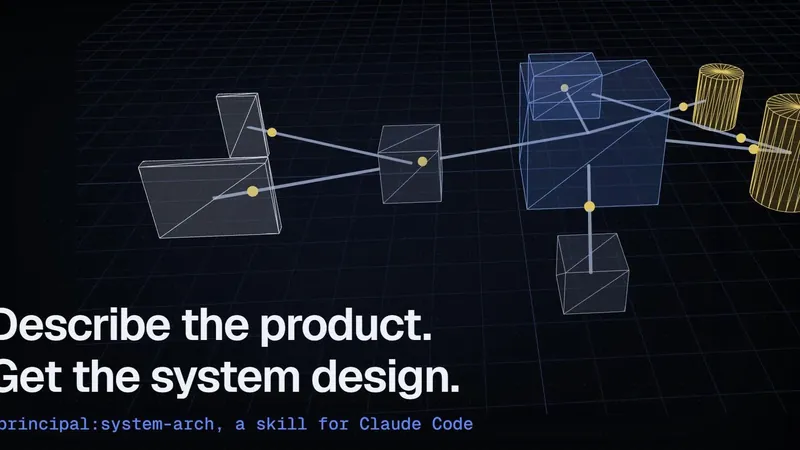 Describe the product.
Get the system design.
principal:system-arch, a skill for Claude Code